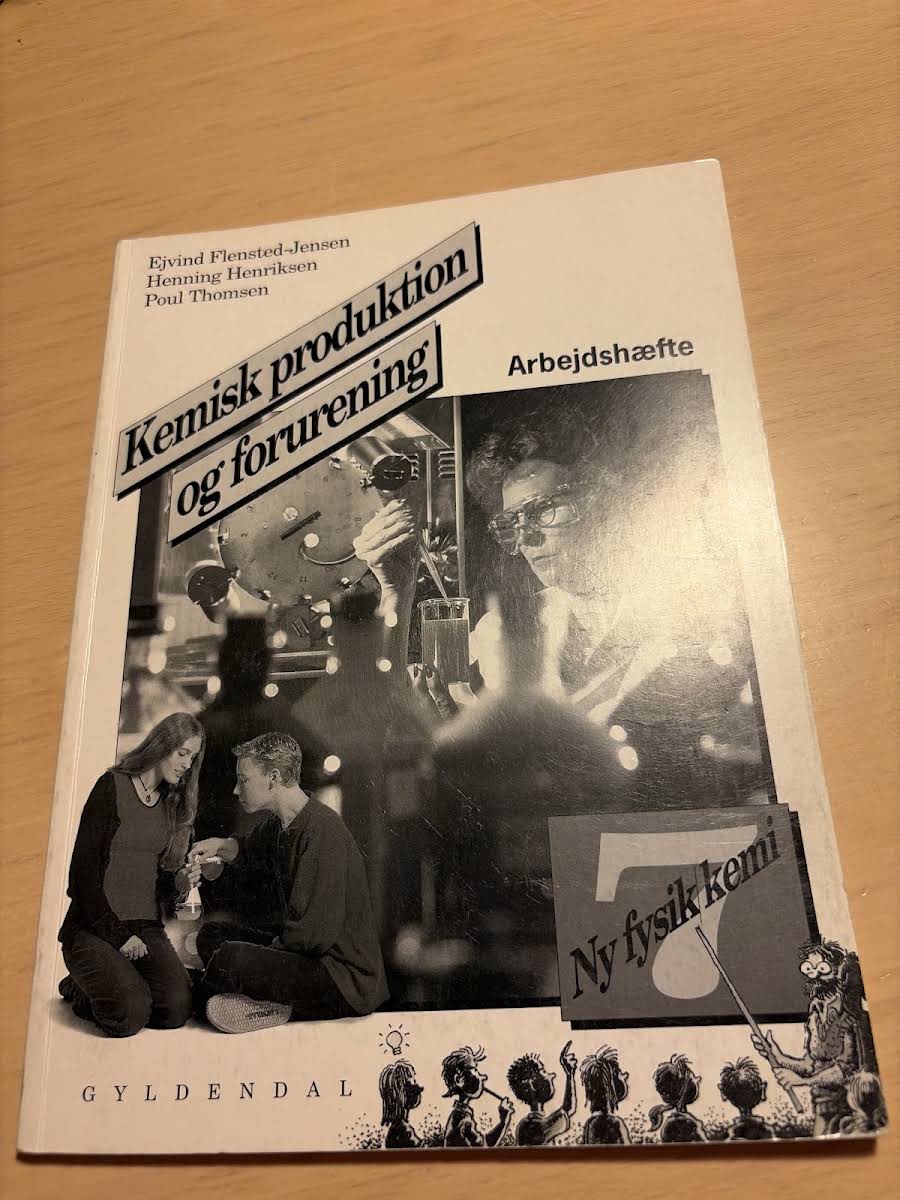 Ejvind Flensted-Jensen
Henning Henriksen
Poul Thomsen
Kemisk produktion
og forurening
Arbejdshæfte
7
Ny fysik/kemi
GYLDENDAL